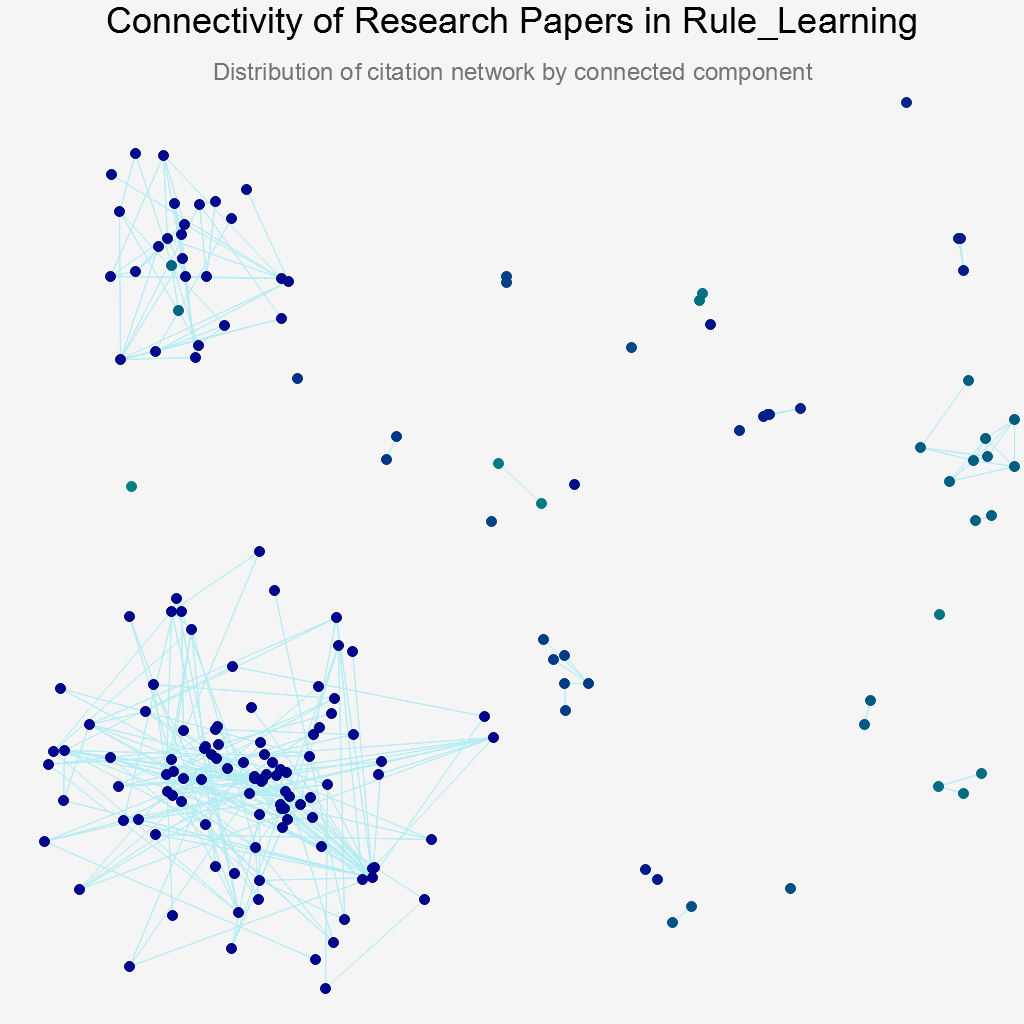 Connectivity of Research Papers in Rule_Learning
Distribution of citation network by connected component